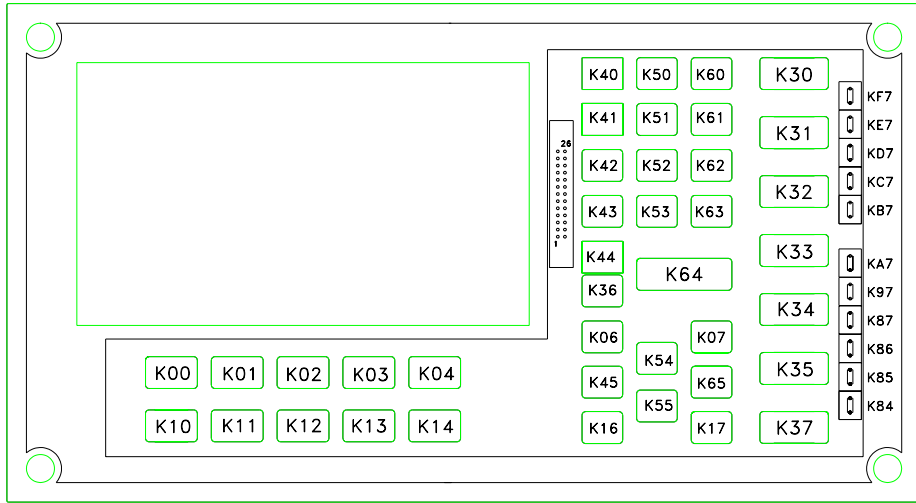 K40 K50 K60 K30
KF7
K41 K51 K61 K31
KE7
26
KD7
K42 K52 K62
KC7
K32
K43 K53 K63 KB7
1
K44 K33
KA7
K36 K64
K97
K34
K87
K06 K07
K86
K54
K00 K01 K02 K03 K04 K35
K45 K65 K85
K55 K84
K10 K11 K12 K13 K14 K16 K17 K37